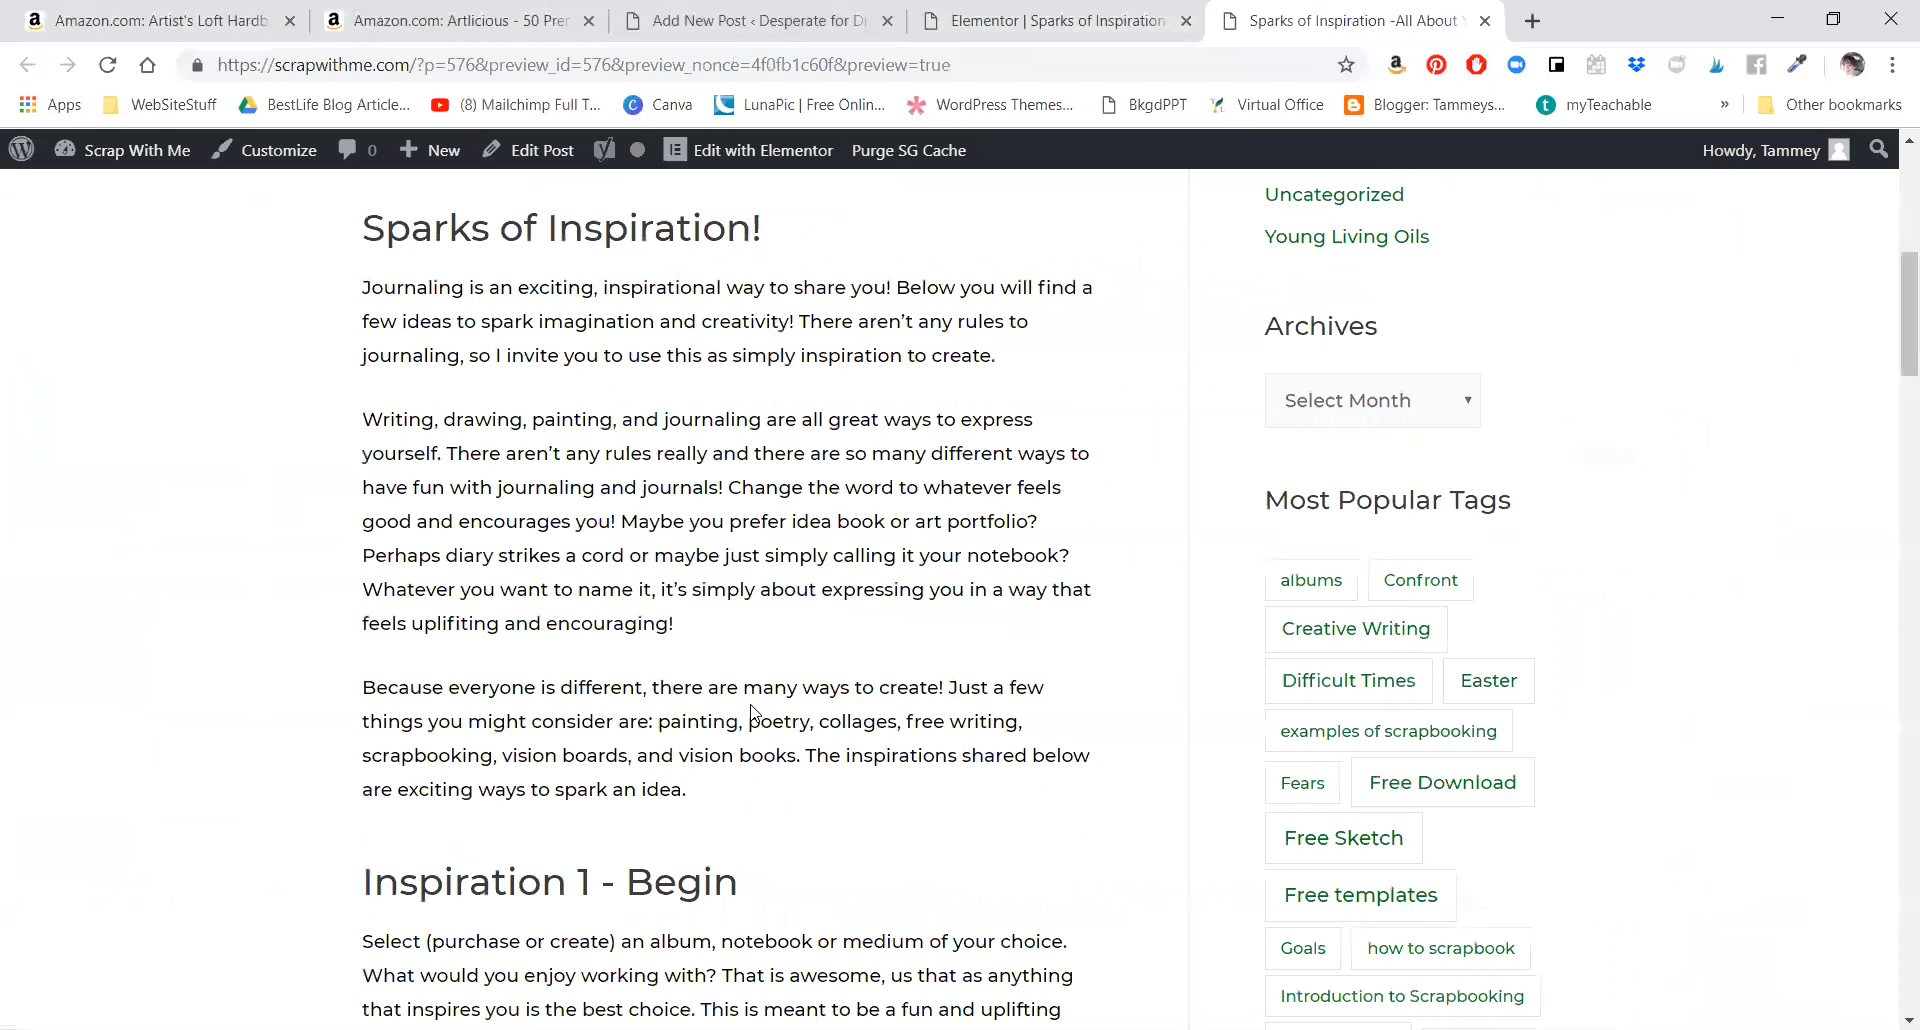 Amazon.com: Artist's Loft Hardb
Amazon.com: Artlicious - 50 Prer
Add New Post ‹ Desperate for Di
Elementor | Sparks of Inspiration
Sparks of Inspiration -All About
https://scrapwithme.com/?p=576&preview_id=576&preview_nonce=4f0fb1c60f&preview=true
Apps
WebSiteStuff
BestLife Blog Article...
(8) Mailchimp Full T...
Canva
LunaPic | Free Onlin...
WordPress Themes...
BkgdPPT
Virtual Office
Blogger: Tammeys...
myTeachable
»
Other bookmarks
Scrap With Me
Customize
0
New
Edit Post
Edit with Elementor
Purge SG Cache
Howdy, Tammey
Sparks of Inspiration!
Journaling is an exciting, inspirational way to share you! Below you will find a
few ideas to spark imagination and creativity! There aren't any rules to
journaling, so I invite you to use this as simply inspiration to create.
Writing, drawing, painting, and journaling are all great ways to express
yourself. There aren't any rules really and there are so many different ways to
have fun with journaling and journals! Change the word to whatever feels
good and encourages you! Maybe you prefer idea book or art portfolio?
Perhaps diary strikes a cord or maybe just simply calling it your notebook?
Whatever you want to name it, it's simply about expressing you in a way that
feels uplifiting and encouraging!
Because everyone is different, there are many ways to create! Just a few
things you might consider are: painting, poetry, collages, free writing,
scrapbooking, vision boards, and vision books. The inspirations shared below
are exciting ways to spark an idea.
Inspiration 1 - Begin
Select (purchase or create) an album, notebook or medium of your choice.
What would you enjoy working with? That is awesome, us that as anything
that inspires you is the best choice. This is meant to be a fun and uplifting
Uncategorized
Young Living Oils
Archives
Select Month
Most Popular Tags
albums
Confront
Creative Writing
Difficult Times
Easter
examples of scrapbooking
Fears
Free Download
Free Sketch
Free templates
Goals
how to scrapbook
Introduction to Scrapbooking